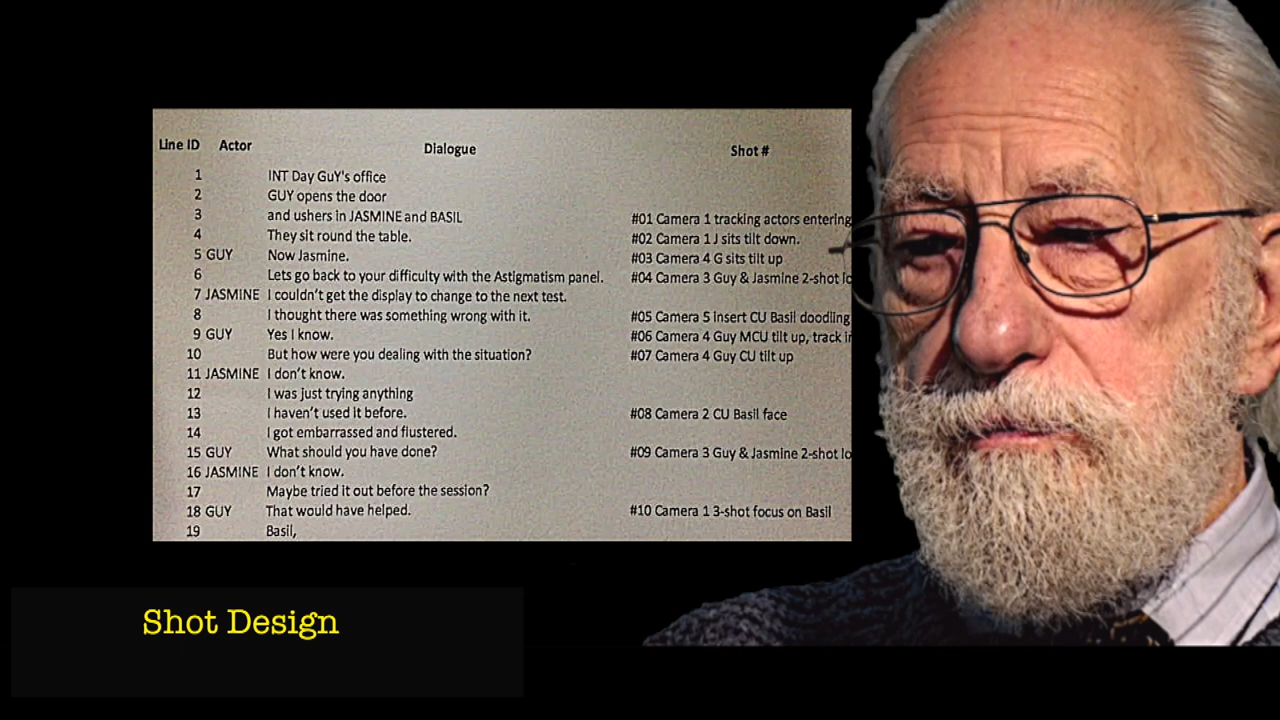 Line ID Actor Dialogue Shot #
1 INT Day GuY's office
2 GUY opens the door
3 and ushers in JASMINE and BASIL #01 Camera 1 tracking actors entering
4 They sit round the table. #02 Camera 1 J sits tilt down.
5 GUY Now Jasmine. #03 Camera 4 G sits tilt up
6 Lets go back to your difficulty with the Astigmatism panel. #04 Camera 3 Guy & Jasmine 2-shot lo
7 JASMINE I couldn't get the display to change to the next test.
8 I thought there was something wrong with it. #05 Camera 5 insert CU Basil doodling
9 GUY Yes I know. #06 Camera 4 Guy MCU tilt up, track in
10 But how were you dealing with the situation? #07 Camera 4 Guy CU tilt up
11 JASMINE I don't know.
12 I was just trying anything
13 I haven't used it before. #08 Camera 2 CU Basil face
14 I got embarrassed and flustered.
15 GUY What should you have done? #09 Camera 3 Guy & Jasmine 2-shot lo
16 JASMINE I don't know.
17 Maybe tried it out before the session?
18 GUY That would have helped. #10 Camera 1 3-shot focus on Basil
19 Basil,
Shot Design